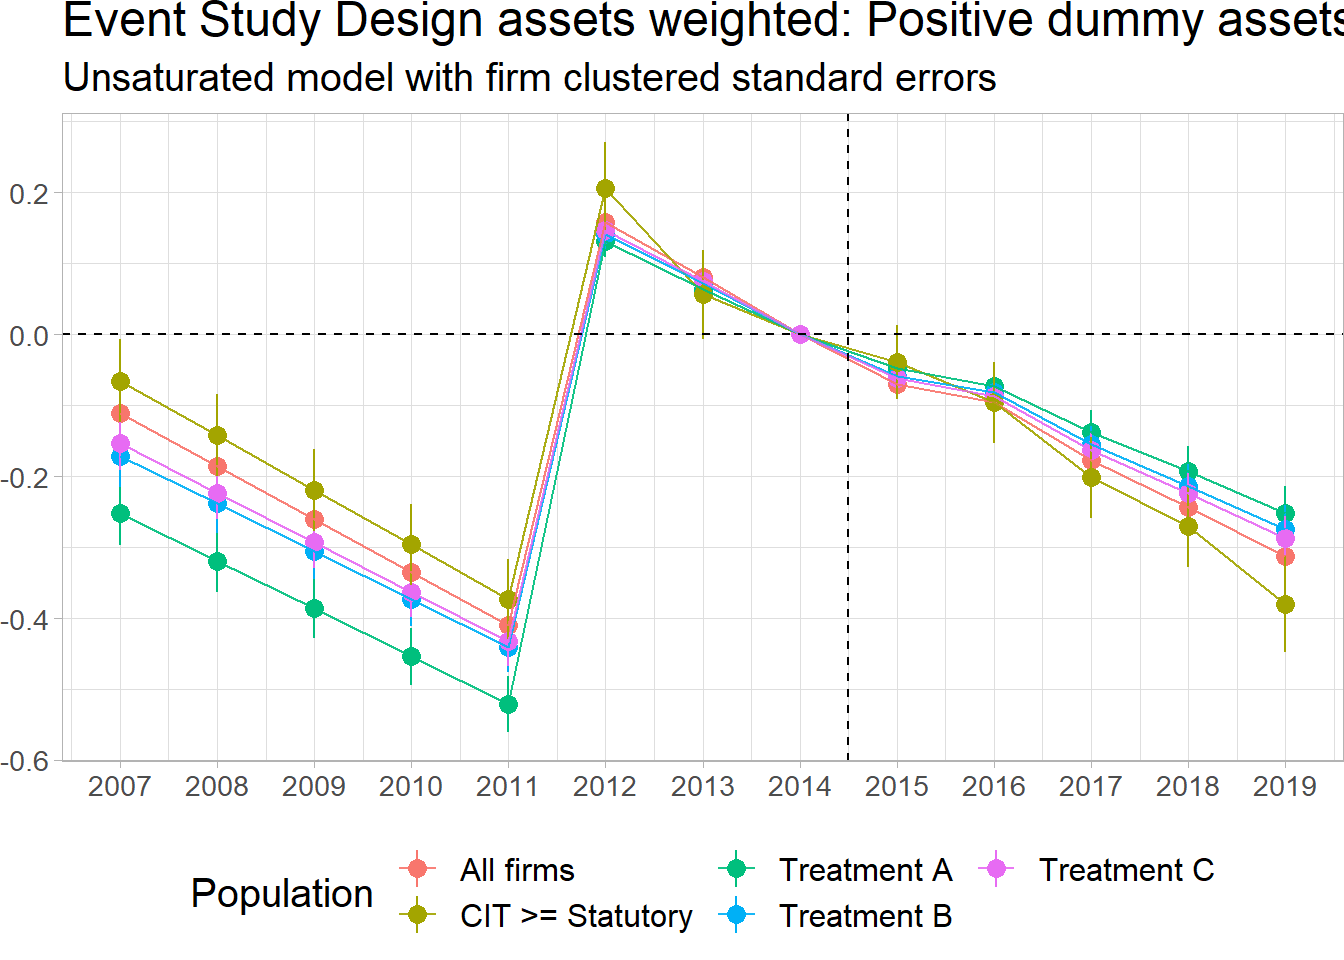 Event Study Design assets weighted: Positive dummy assets
Unsaturated model with firm clustered standard errors
0.2
0.0
-0.2
-0.4
-0.6
2007 2008 2009 2010 2011 2012 2013 2014 2015 2016 2017 2018 2019
Population
All firms
CIT >= Statutory
Treatment A
Treatment B
Treatment C